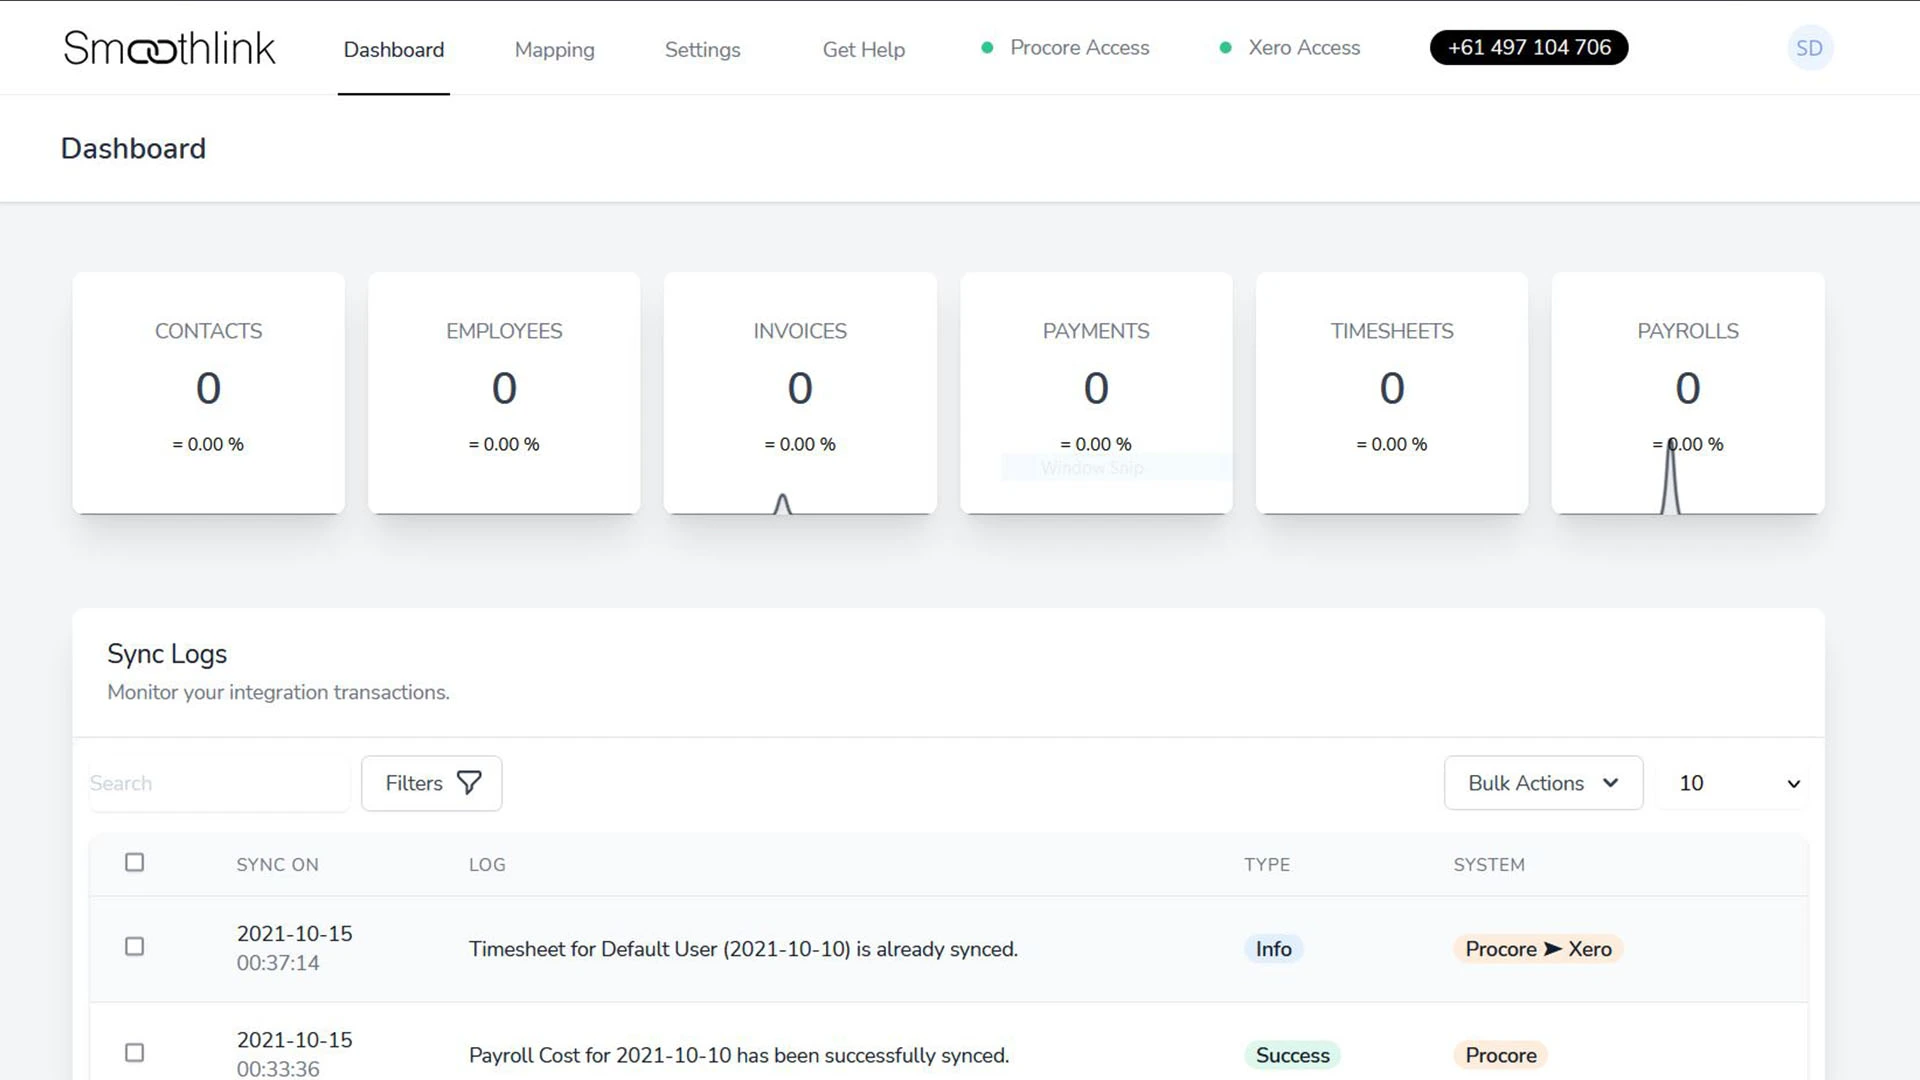 Smoothlink
Dashboard
Mapping
Settings
Get Help
Procore Access
Xero Access
+61 497 104 706
SD
Dashboard
CONTACTS
0
= 0.00 %
EMPLOYEES
0
= 0.00 %
INVOICES
0
= 0.00 %
PAYMENTS
0
= 0.00 %
Window Snip
TIMESHEETS
0
= 0.00 %
PAYROLLS
0
= 0.00 %
Sync Logs
Monitor your integration transactions.
Search
Filters
Bulk Actions
10
SYNC ON
LOG
TYPE
SYSTEM
2021-10-15
00:37:14
Timesheet for Default User (2021-10-10) is already synced.
Info
Procore ➤ Xero
2021-10-15
00:33:36
Payroll Cost for 2021-10-10 has been successfully synced.
Success
Procore